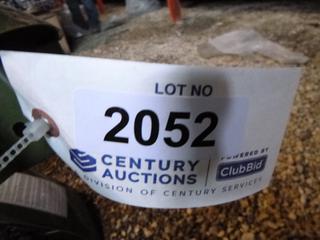 LOT NO
2052
CENTURY
AUCTIONS
POWERED BY
ClubBid
DIVISION OF CENTURY SERVICES